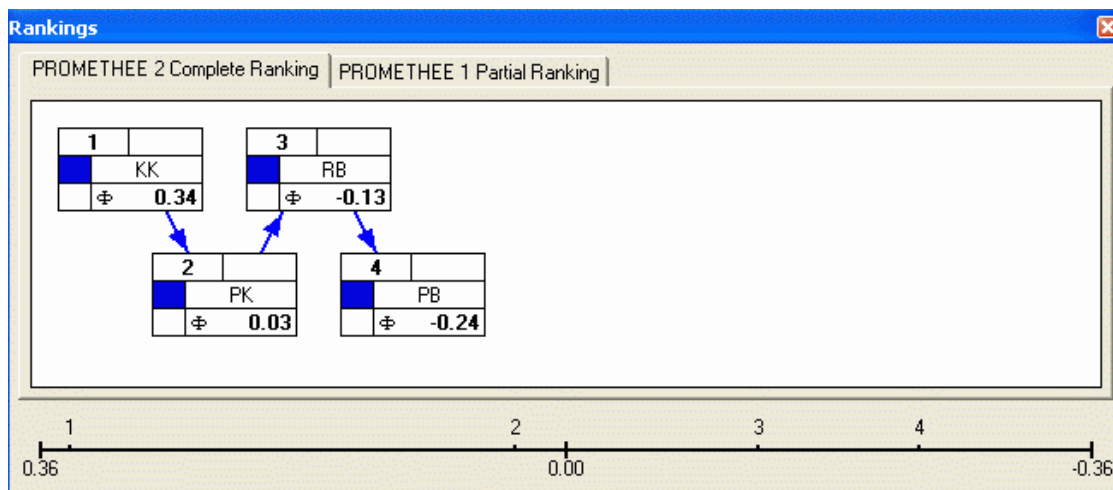 Rankings
PROMETHEE 2 Complete Ranking
PROMETHEE 1 Partial Ranking
1
KK
Φ 0.34
3
RB
Φ -0.13
2
PK
Φ 0.03
4
PB
Φ -0.24
1 2 3 4
0.36 0.00 -0.36